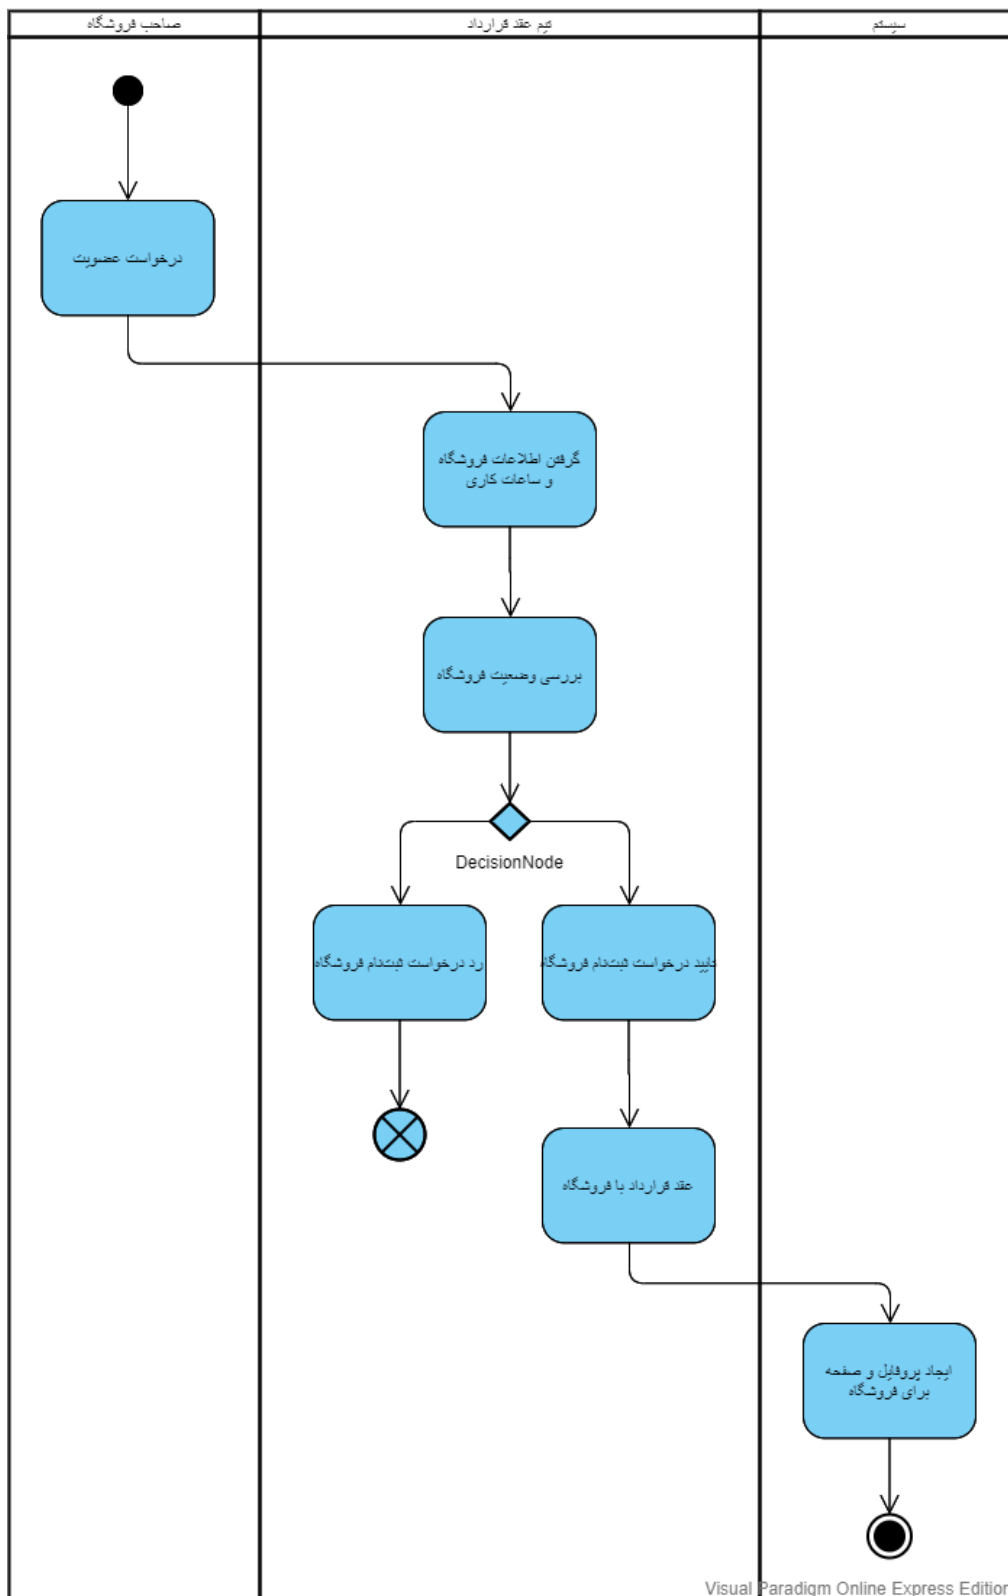 صاحب فروشگاه
تیم عقد قرارداد
سیستم
درخواست عضویت
گرفتن اطلاعات فروشگاه
و ساعات کاری
بررسی وضعیت فروشگاه
DecisionNode
رد درخواست ثبت‌نام فروشگاه
تایید درخواست ثبت‌نام فروشگاه
عقد قرارداد با فروشگاه
ایجاد پروفایل و صفحه
برای فروشگاه
Visual Paradigm Online Express Edition